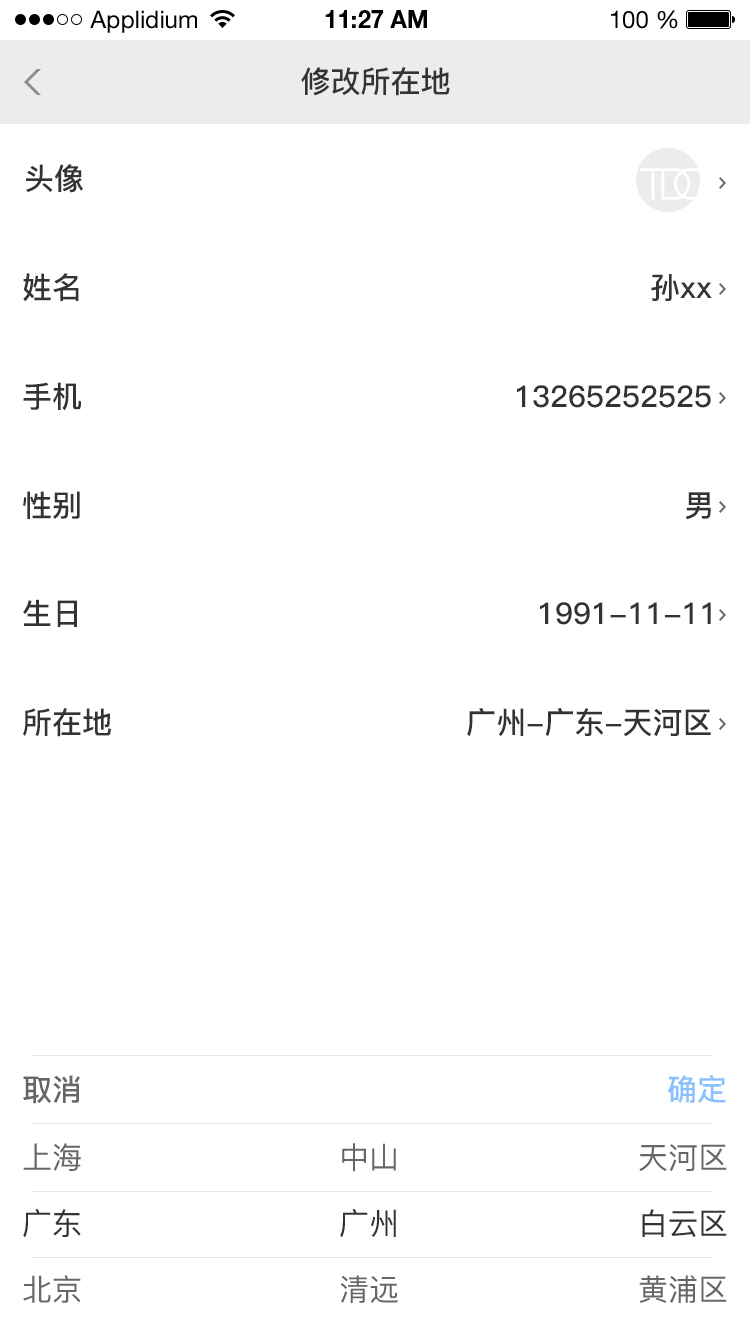 Applidium 11:27 AM 100 %
修改所在地
头像 TDC
姓名 孙xx
手机 13265252525
性别 男
生日 1991-11-11
所在地 广州-广东-天河区
取消 确定
上海 中山 天河区
广东 广州 白云区
北京 清远 黄浦区